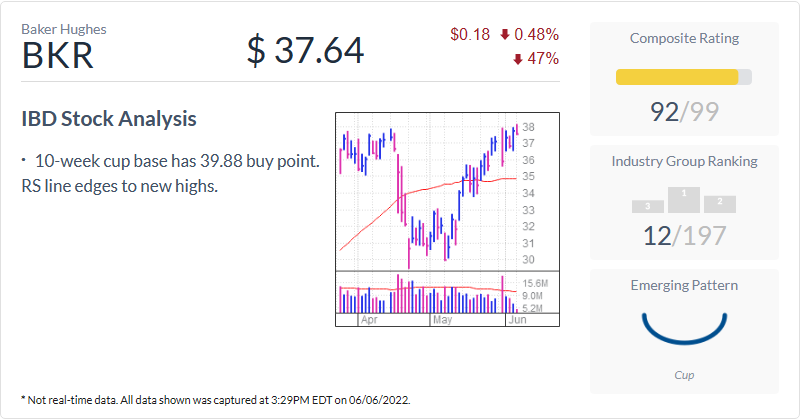 Baker Hughes
BKR
$ 37.64
$0.18 0.48%
47%
IBD Stock Analysis
• 10-week cup base has 39.88 buy point.
RS line edges to new highs.
38
37
36
35
34
33
32
31
30
15.6M
9.0M
5.2M
Apr May Jun
Composite Rating
92/99
Industry Group Ranking
3 1 2
12/197
Emerging Pattern
Cup
* Not real-time data. All data shown was captured at 3:29PM EDT on 06/06/2022.